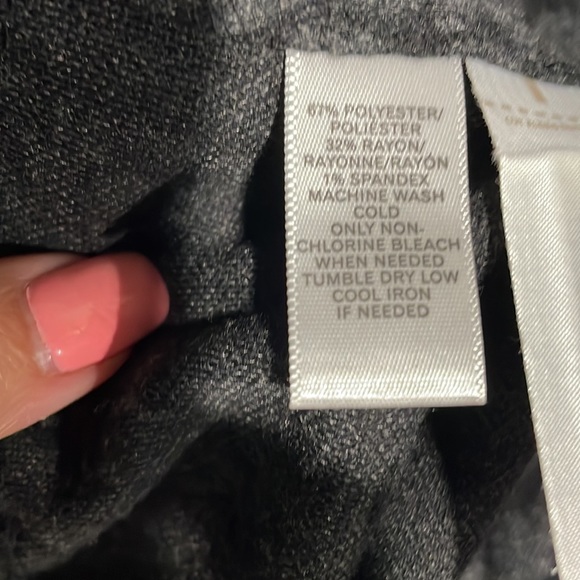 67% POLYESTER/
POLIESTER
32% RAYON/
RAYONNE/RAYÓN
1% SPANDEX
MACHINE WASH
COLD
ONLY NON-
CHLORINE BLEACH
WHEN NEEDED
TUMBLE DRY LOW
COOL IRON
IF NEEDED